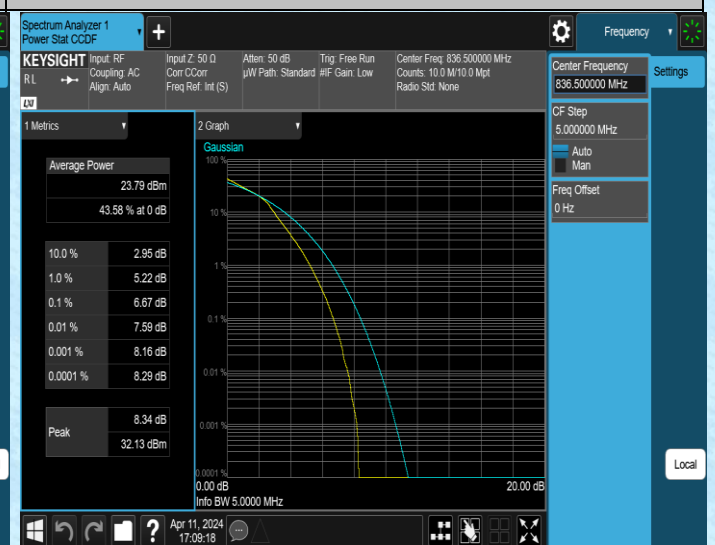 Spectrum Analyzer 1
Power Stat CCDF
Frequency
KEYSIGHT
R L
LXI
Input: RF
Coupling: AC
Align: Auto
Input Z: 50 Ω
Corr CCorr
Freq Ref: Int (S)
Atten: 50 dB
µW Path: Standard
Trig: Free Run
#IF Gain: Low
Center Freq: 836.500000 MHz
Counts: 10.0 M/10.0 Mpt
Radio Std: None
Center Frequency
836.500000 MHz
Settings
CF Step
5.000000 MHz
Auto
Man
Freq Offset
0 Hz
1 Metrics
Average Power
23.79 dBm
43.58 % at 0 dB
10.0 % 2.95 dB
1.0 % 5.22 dB
0.1 % 6.67 dB
0.01 % 7.59 dB
0.001 % 8.16 dB
0.0001 % 8.29 dB
Peak
8.34 dB
32.13 dBm
2 Graph
Gaussian
100 %
10 %
1 %
0.1 %
0.01 %
0.001 %
0.0001 %
0.00 dB 20.00 dB
Info BW 5.0000 MHz
Local
?
Apr 11, 2024
17:09:18